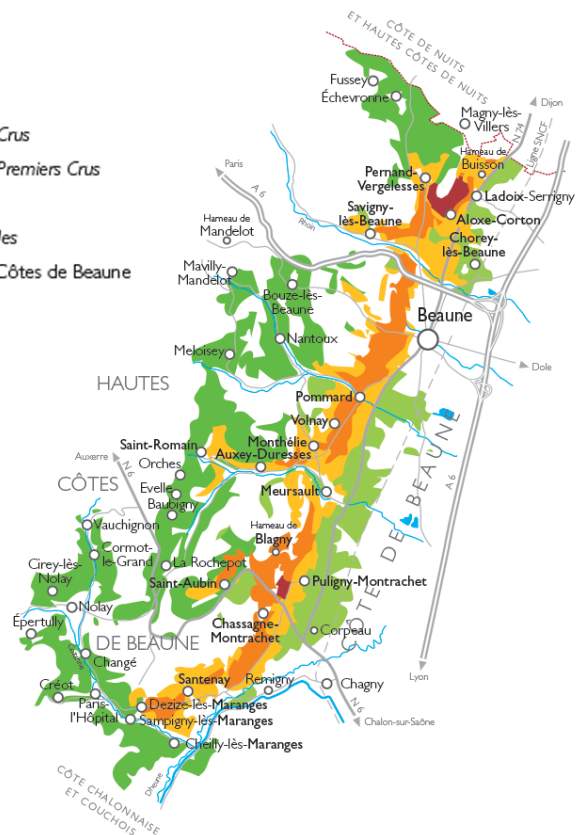 CÔTE DE NUITS
ET HAUTES CÔTES DE NUITS
Fussey
Échevronne
Magny-lès-
Villers
Dijon
N 74
Ligne SNCF
Crus
Premiers Crus
Hameau de
Buisson
Paris
A 6
Pernand-
Vergelesses
Ladoix-Serrigny
Savigny-
lès-Beaune
Aloxe-Corton
Hameau de
Mandelot
Rhoin
Chorey-
lès-Beaune
les
Côtes de Beaune
Mavilly-
Mandelot
Bouze-lès-
Beaune
Beaune
Nantoux
Meloisey
Dole
HAUTES
Pommard
Volnay
Saint-Romain
Monthélie
Auxey-Duresses
Auxerre
N 6
Orches
CÔTES
Evelle
Baubigny
Meursault
A 6
CÔTE DE BEAUNE
Vauchignon
Hameau de
Blagny
Cormot-
le-Grand
Cirey-lès-
Nolay
La Rochepot
Saint-Aubin
Puligny-Montrachet
Nolay
Épertully
Chassagne-
Montrachet
Corpeau
DE BEAUNE
Changé
Lyon
Créot
Santenay
Remigny
Chagny
Paris-
l'Hôpital
Dezize-lès-Maranges
Sampigny-lès-Maranges
N 6
Chalon-sur-Saône
Cheilly-lès-Maranges
Dheune
CÔTE CHALONNAISE
ET COUCHOIS